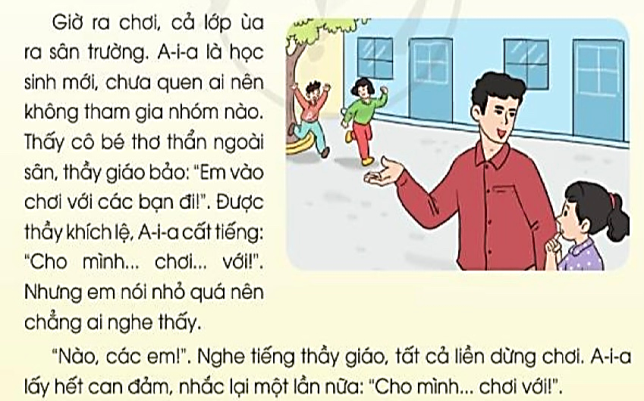 Giờ ra chơi, cả lớp ùa
ra sân trường. A-i-a là học
sinh mới, chưa quen ai nên
không tham gia nhóm nào.
Thấy cô bé thơ thẩn ngoài
sân, thầy giáo bảo: "Em vào
chơi với các bạn đi!". Được
thầy khích lệ, A-i-a cất tiếng:
"Cho mình... chơi... với!".
Nhưng em nói nhỏ quá nên
chẳng ai nghe thấy.
"Nào, các em!". Nghe tiếng thầy giáo, tất cả liền dừng chơi. A-i-a
lấy hết can đảm, nhắc lại một lần nữa: "Cho mình... chơi với!".